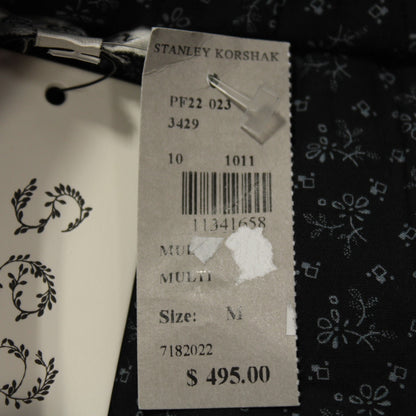 STANLEY KORSHAK
PF22 023
3429
10 1011
11341658
MULTI
Size: M
7182022
$ 495.00